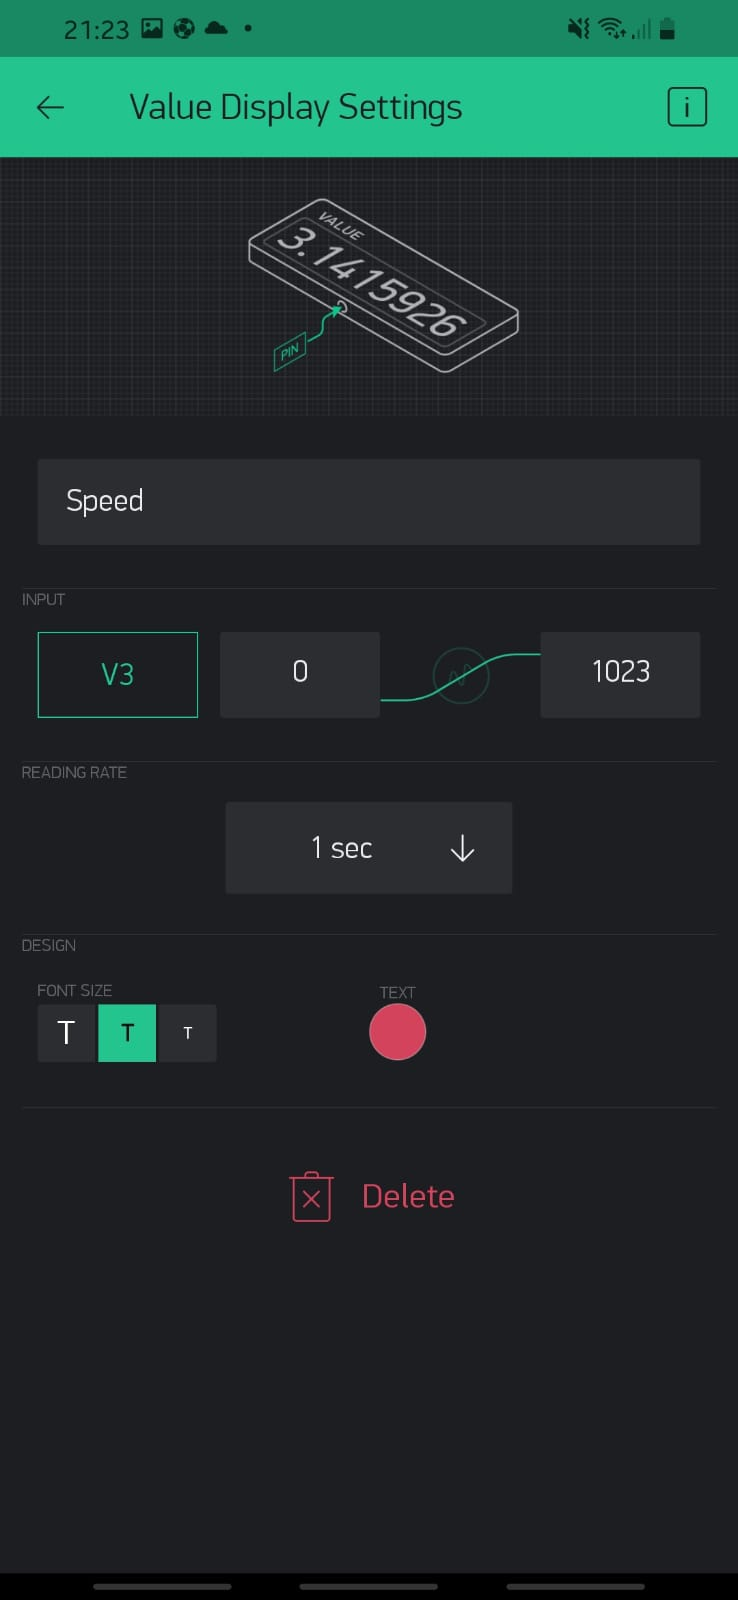 21:23
Value Display Settings
i
VALUE
3.1415926
PIN
Speed
INPUT
V3 0 1023
READING RATE
1 sec
DESIGN
FONT SIZE TEXT
T T T
Delete